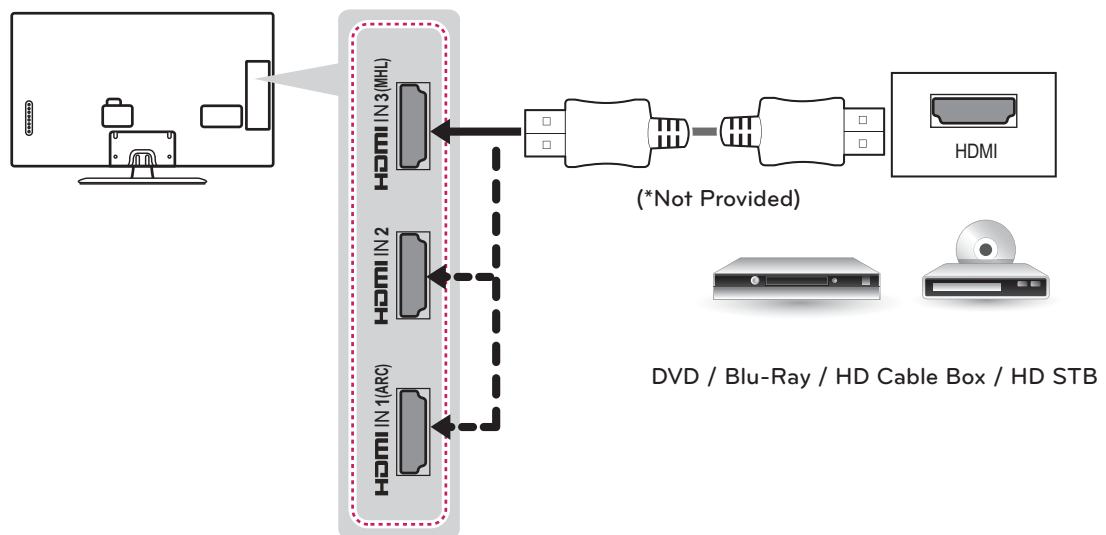 HDMI IN 3(MHL)
HDMI IN 2
HDMI IN 1(ARC)
(*Not Provided)
HDMI
DVD / Blu-Ray / HD Cable Box / HD STB